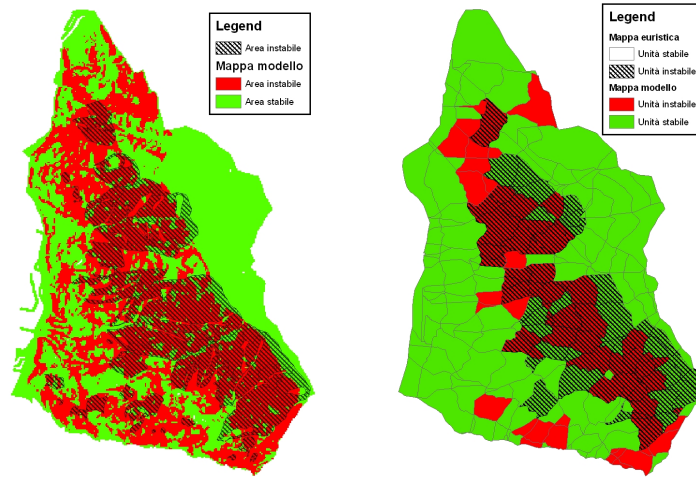 Legend
Area instabile
Mappa modello
Area instabile
Area stabile
Legend
Mappa euristica
Unità stabile
Unità instabile
Mappa modello
Unità instabile
Unità stabile